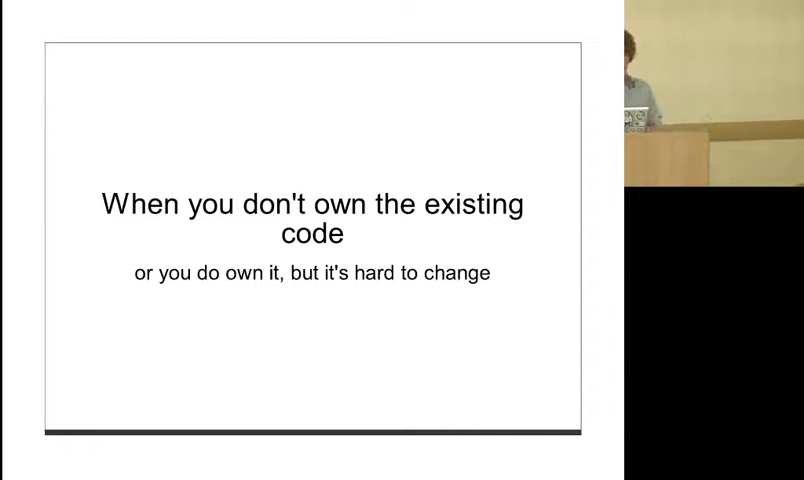 When you don't own the existing
code
or you do own it, but it's hard to change